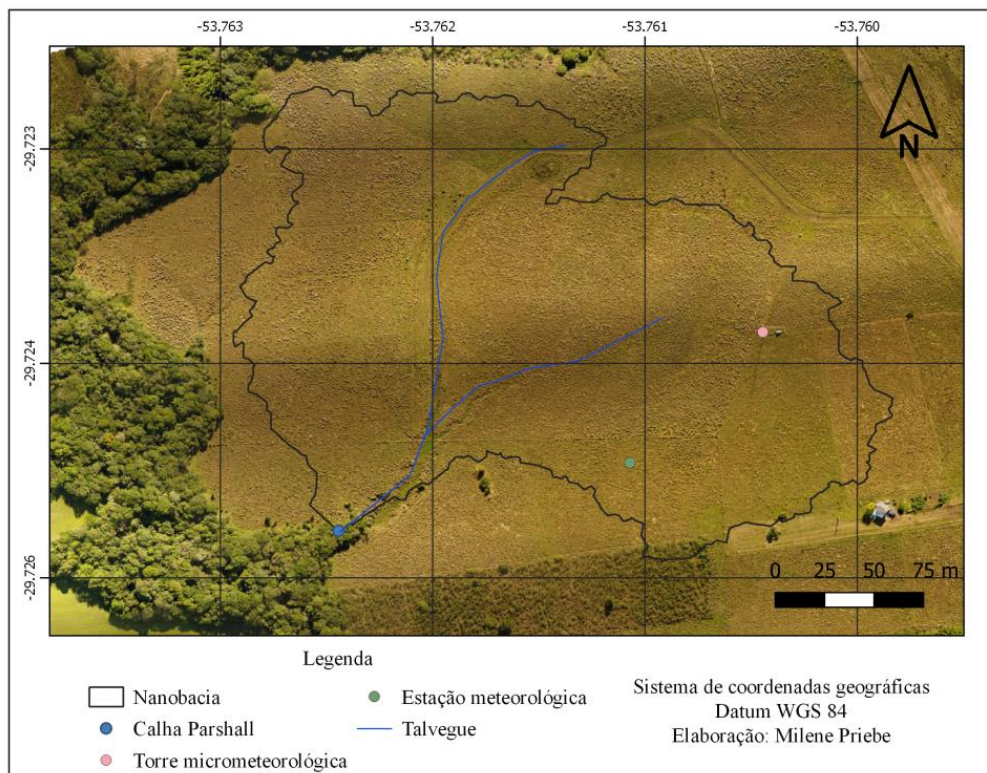 -53.763 -53.762 -53.761 -53.760
-29.723
-29.724
-29.726
N
0 25 50 75 m
Legenda
Nanobacia
Calha Parshall
Torre micrometeorológica
Estação meteorológica
Talvegue
Sistema de coordenadas geográficas
Datum WGS 84
Elaboração: Milene Priebe